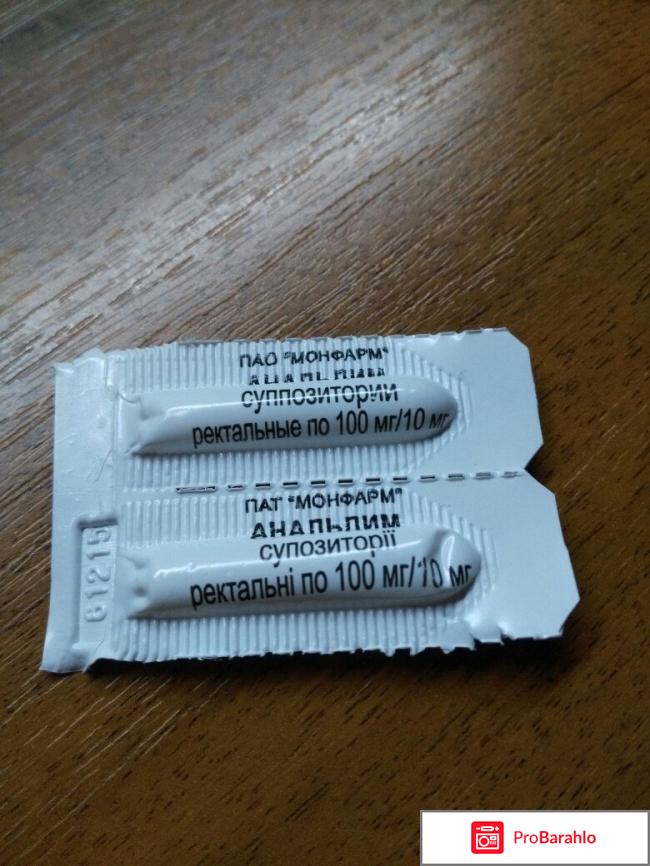 ПАО "МОНФАРМ"
суппозитории
ректальные по 100 мг/10 мг
ПАТ "МОНФАРМ"
АНАЛЬДИМ
супозиторії
ректальні по 100 мг/10 мг
61215
ProBarahlo